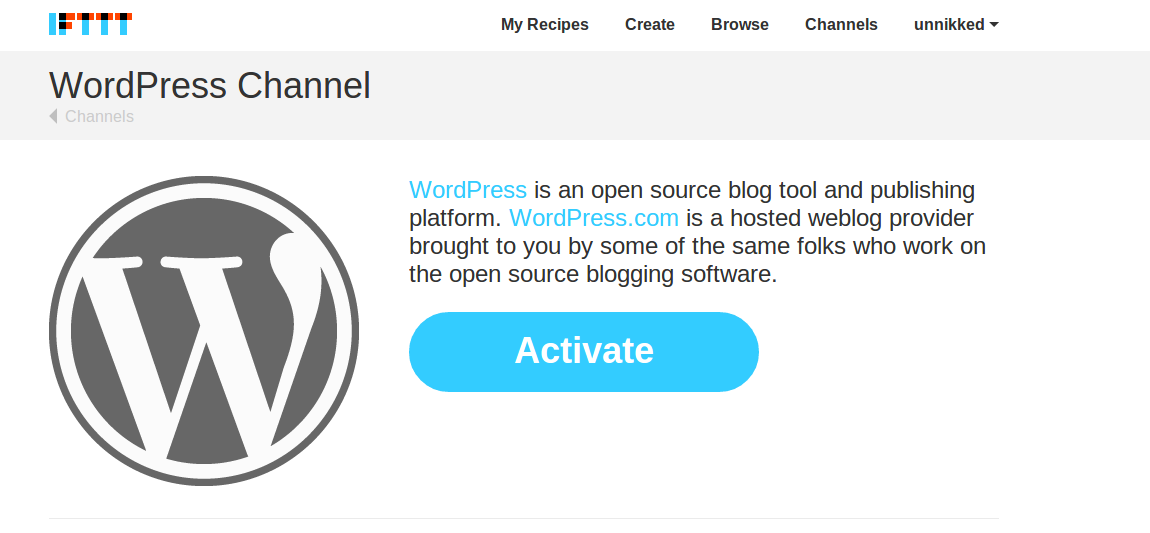 IFTTT
My Recipes Create Browse Channels unnikked
WordPress Channel
Channels
WordPress is an open source blog tool and publishing
platform. WordPress.com is a hosted weblog provider
brought to you by some of the same folks who work on
the open source blogging software.
Activate
W